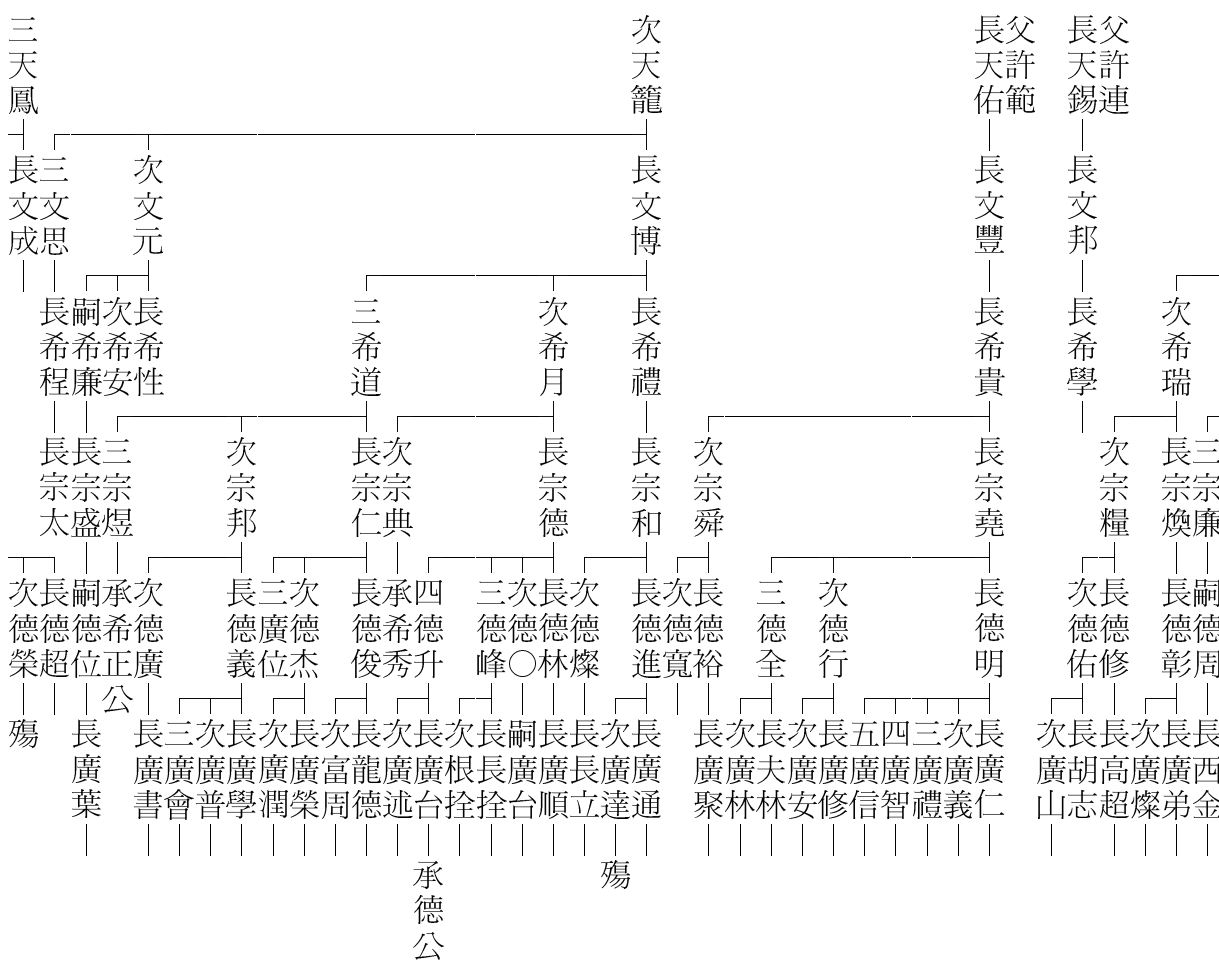 父許連
長天錫
父許範
長天佑
次天籠
三天鳳
長文邦
長文豐
長文博
次文元
三文思
長文成
次希瑞
長希學
長希貴
長希禮
次希月
三希道
長希性
次希安
嗣希廉
長希程
三宗廉
長宗煥
次宗糧
長宗堯
次宗舜
長宗和
長宗德
次宗典
長宗仁
次宗邦
三宗煜
長宗盛
長宗太
嗣德周
長德彰
長德修
次德佑
長德明
次德行
三德全
長德裕
次德寬
長德進
次德燦
長德林
次德〇
三德峰
四德升
承希秀
長德俊
次德杰
三廣位
長德義
次德廣
承希正公
嗣德位
長德超
次德榮
長西金
長廣弟
次廣燦
長高超
長胡志
次廣山
長廣仁
次廣義
三廣禮
四廣智
五廣信
長廣修
次廣安
長夫林
次廣林
長廣聚
長廣通
次廣達
長長立
長廣順
嗣廣台
長長拴
次根拴
長廣台
次廣述
長龍德
次富周
長廣榮
次廣潤
長廣學
次廣普
三廣會
長廣書
長廣葉
殤
殤
承德公